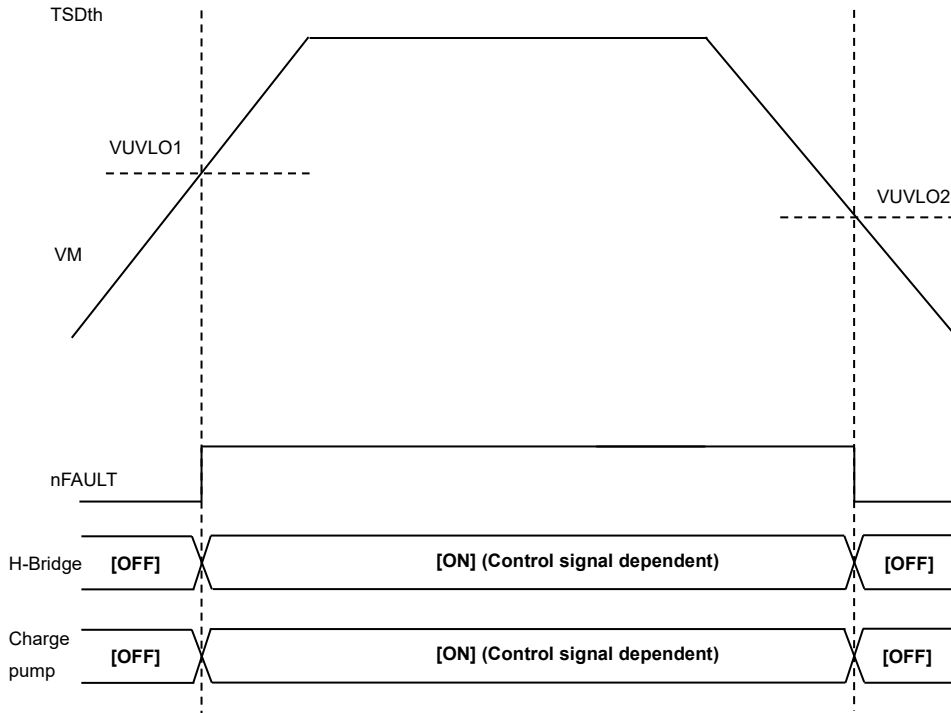 TSDth
VUVLO1
VUVLO2
VM
nFAULT
H-Bridge [OFF] [ON] (Control signal dependent) [OFF]
Charge
pump
[OFF] [ON] (Control signal dependent) [OFF]